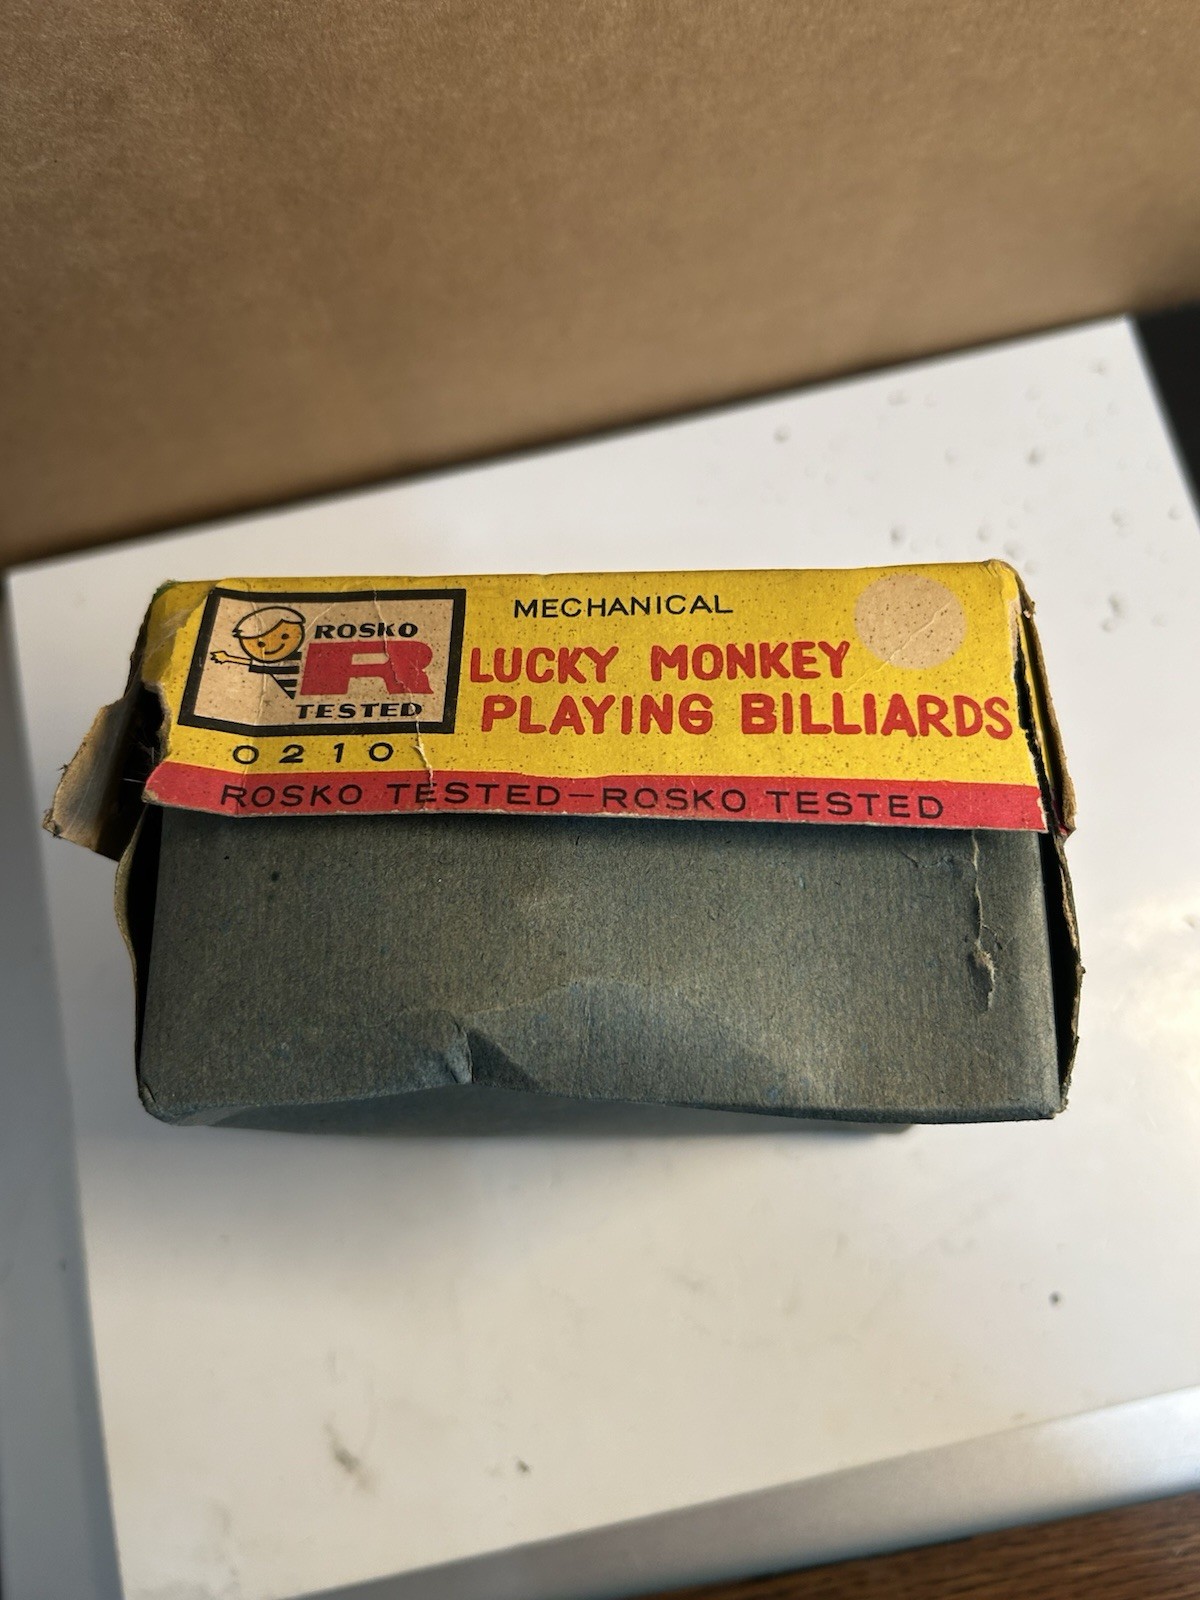 ROSKO
R
TESTED
0210
MECHANICAL
LUCKY MONKEY
PLAYING BILLIARDS
ROSKO TESTED-ROSKO TESTED